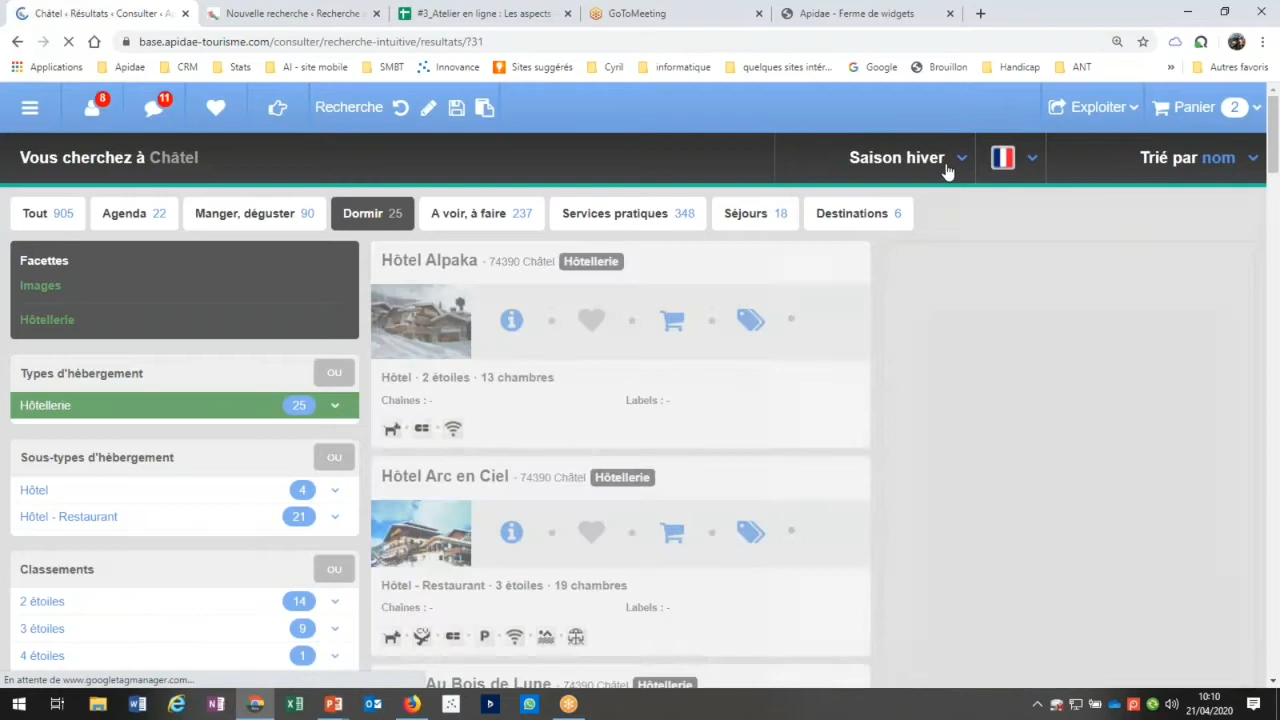 Châtel ‹ Résultats ‹ Consulter ‹ Ap
Nouvelle recherche ‹ Recherche a
#3_Atelier en ligne : Les aspects
GoToMeeting
Apidae - Ferme de widgets
base.apidae-tourisme.com/consulter/recherche-intuitive/resultats/?31
Applications
Apidae
CRM
Stats
AI - site mobile
SMBT
Innovance
Sites suggérés
Cyril
informatique
quelques sites intér...
Google
Brouillon
Handicap
ANT
»
Autres favoris
8
11
Recherche
Exploiter
Panier 2
Vous cherchez à Châtel
Saison hiver
Trié par nom
Tout 905
Agenda 22
Manger, déguster 90
Dormir 25
A voir, à faire 237
Services pratiques 348
Séjours 18
Destinations 6
Facettes
Images
Hôtellerie
Types d'hébergement OU
Hôtellerie 25
Sous-types d'hébergement OU
Hôtel 4
Hôtel - Restaurant 21
Classements OU
2 étoiles 14
3 étoiles 9
4 étoiles 1
Hôtel Alpaka - 74390 Châtel Hôtellerie
Hôtel · 2 étoiles · 13 chambres
Chaînes : - Labels : -
Hôtel Arc en Ciel - 74390 Châtel Hôtellerie
Hôtel - Restaurant · 3 étoiles · 19 chambres
Chaînes : - Labels : -
P
Au Bois de Lune - 74390 Châtel Hôtellerie
En attente de www.googletagmanager.com...
10:10
21/04/2020